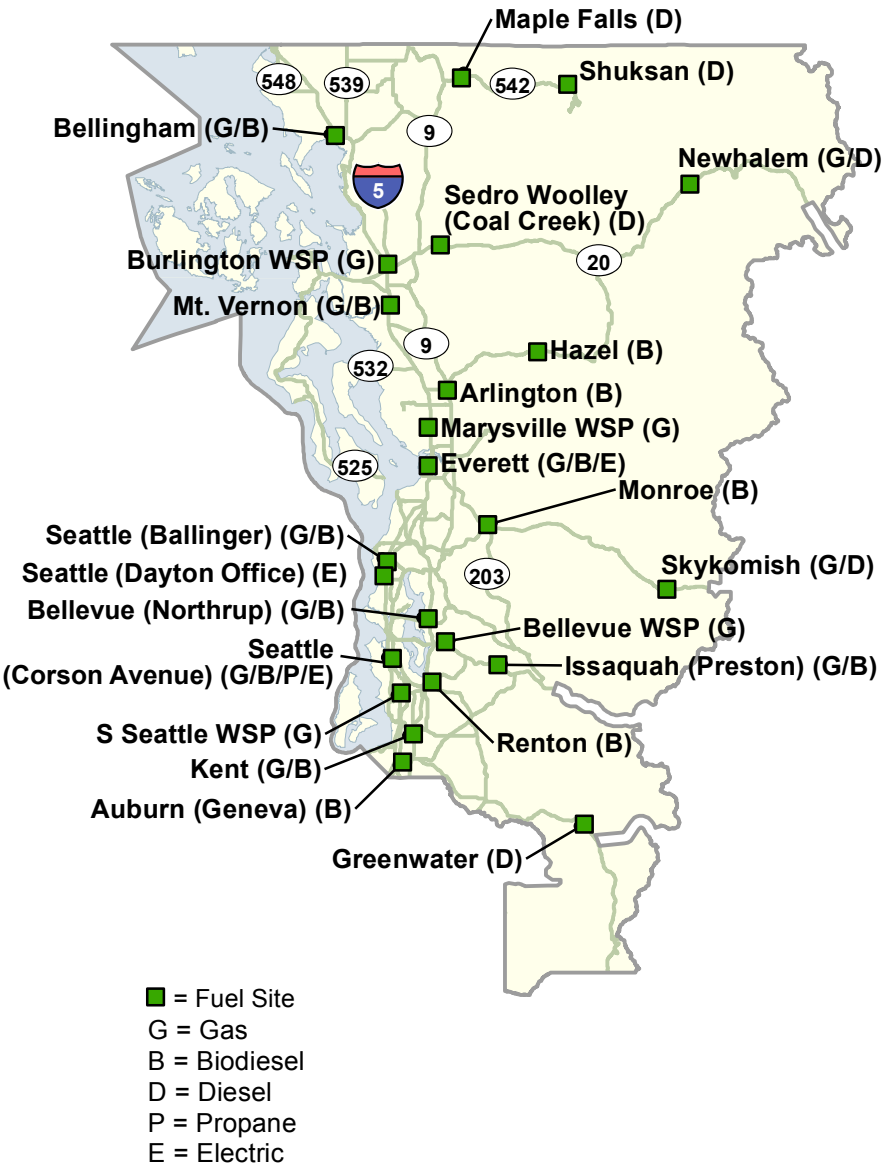 Maple Falls (D)
548
539
542
Shuksan (D)
Bellingham (G/B)
9
Newhalem (G/D)
5
Sedro Woolley
(Coal Creek) (D)
Burlington WSP (G)
20
Mt. Vernon (G/B)
9
Hazel (B)
532
Arlington (B)
Marysville WSP (G)
525
Everett (G/B/E)
Monroe (B)
Seattle (Ballinger) (G/B)
Seattle (Dayton Office) (E)
203
Skykomish (G/D)
Bellevue (Northrup) (G/B)
Bellevue WSP (G)
Seattle
(Corson Avenue) (G/B/P/E)
Issaquah (Preston) (G/B)
S Seattle WSP (G)
Renton (B)
Kent (G/B)
Auburn (Geneva) (B)
Greenwater (D)
= Fuel Site
G = Gas
B = Biodiesel
D = Diesel
P = Propane
E = Electric